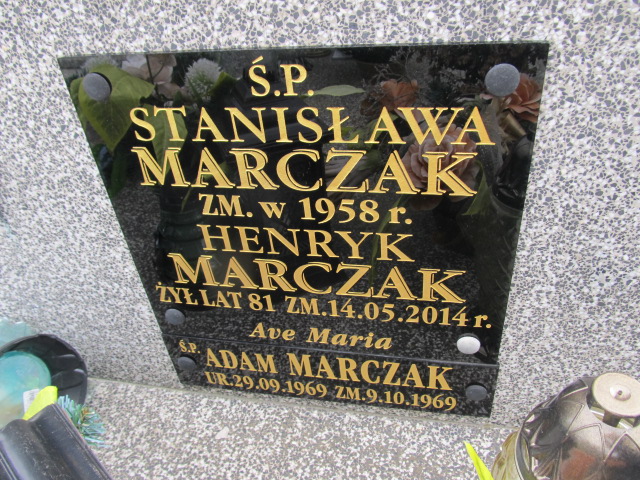 Ś.P.
STANISŁAWA
MARCZAK
ZM. w 1958 r.
HENRYK
MARCZAK
ŻYŁ LAT 81 ZM.14.05.2014 r.
Ave Maria
Ś.P. ADAM MARCZAK
UR.29.09.1969 ZM.9.10.1969